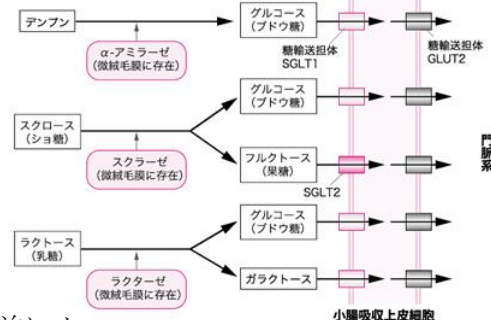 デンプン
グルコース
(ブドウ糖)
α-アミラーゼ
(微絨毛膜に存在)
糖輸送担体
SGLT1
糖輸送担体
GLUT2
グルコース
(ブドウ糖)
スクロース
(ショ糖)
スクラーゼ
(微絨毛膜に存在)
フルクトース
(果糖)
SGLT2
門脈系
グルコース
(ブドウ糖)
ラクトース
(乳糖)
ラクターゼ
(微絨毛膜に存在)
ガラクトース
小腸吸収上皮細胞